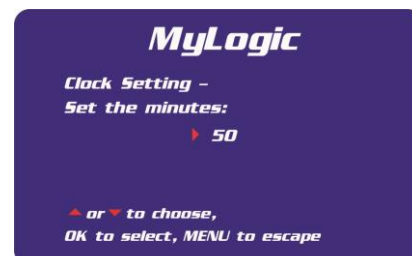 MyLogic
Clock Setting –
Set the minutes:
50
or to choose,
OK to select, MENU to escape